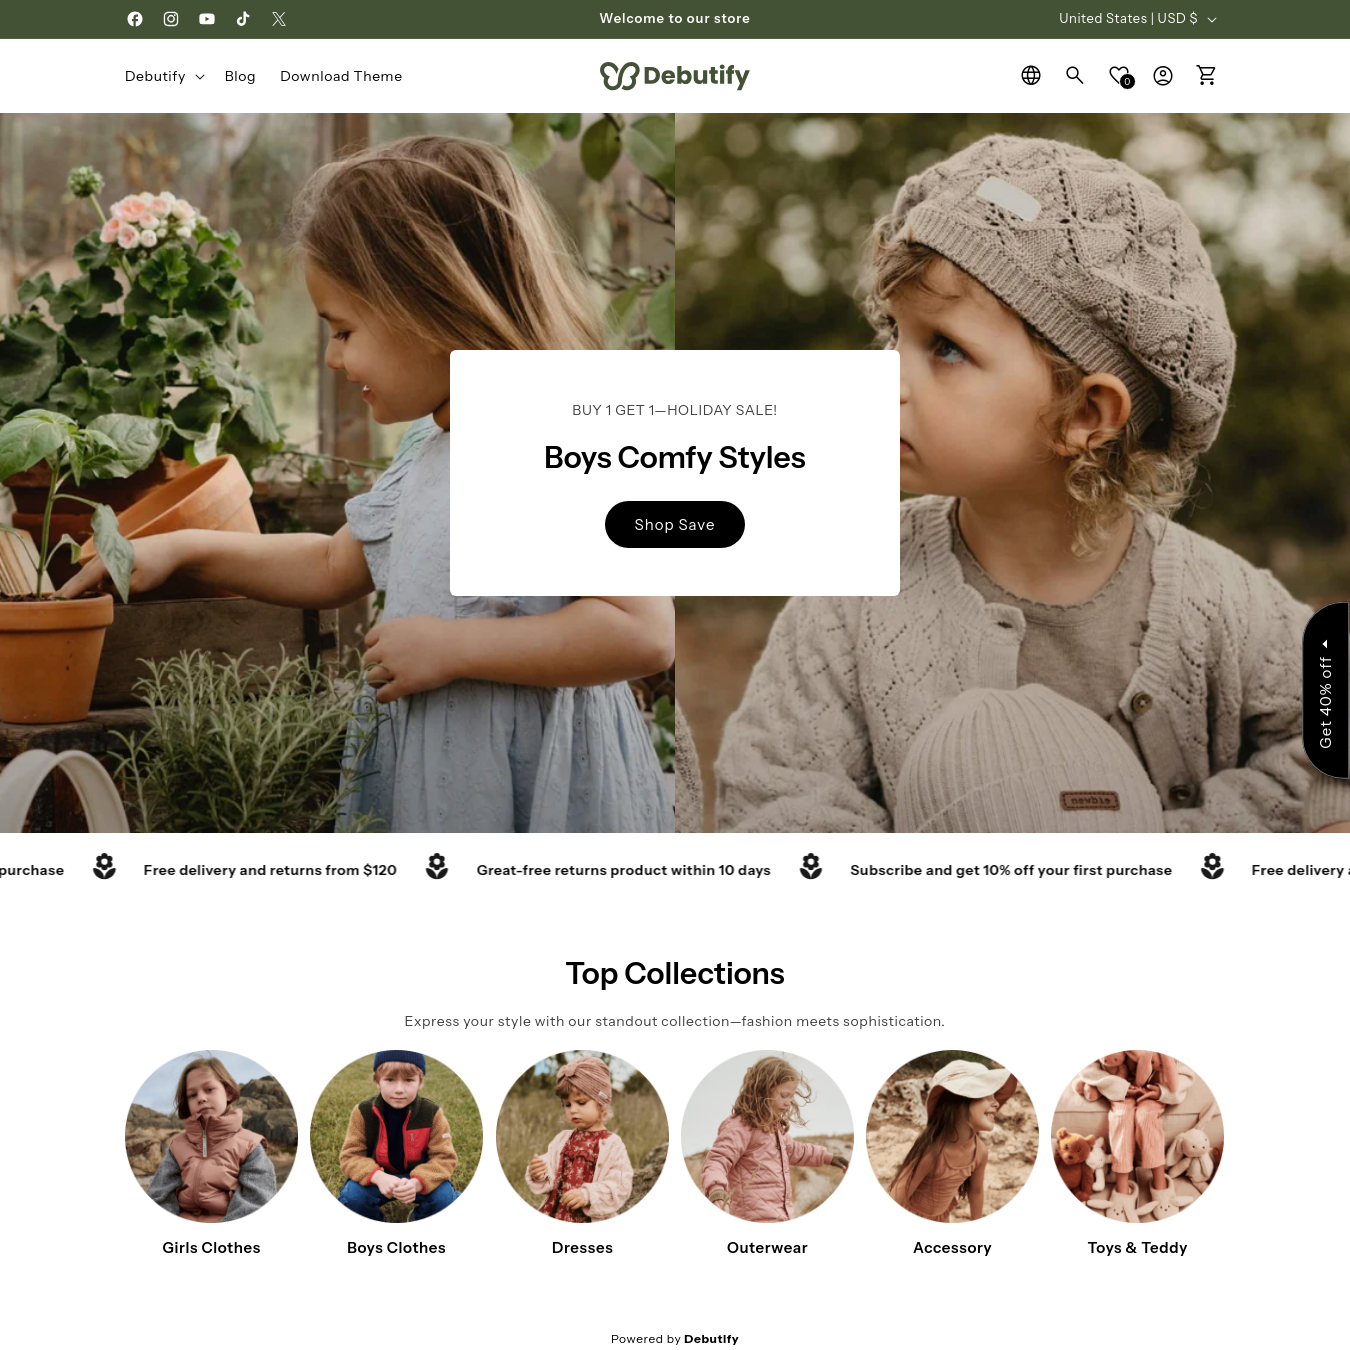 Welcome to our store
United States | USD $
Debutify
Blog
Download Theme
Debutify
0
BUY 1 GET 1—HOLIDAY SALE!
Boys Comfy Styles
Shop Save
newbie
Get 40% off
purchase
Free delivery and returns from $120
Great-free returns product within 10 days
Subscribe and get 10% off your first purchase
Free delivery
Top Collections
Express your style with our standout collection—fashion meets sophistication.
Girls Clothes
Boys Clothes
Dresses
Outerwear
Accessory
Toys & Teddy
Powered by Debutify